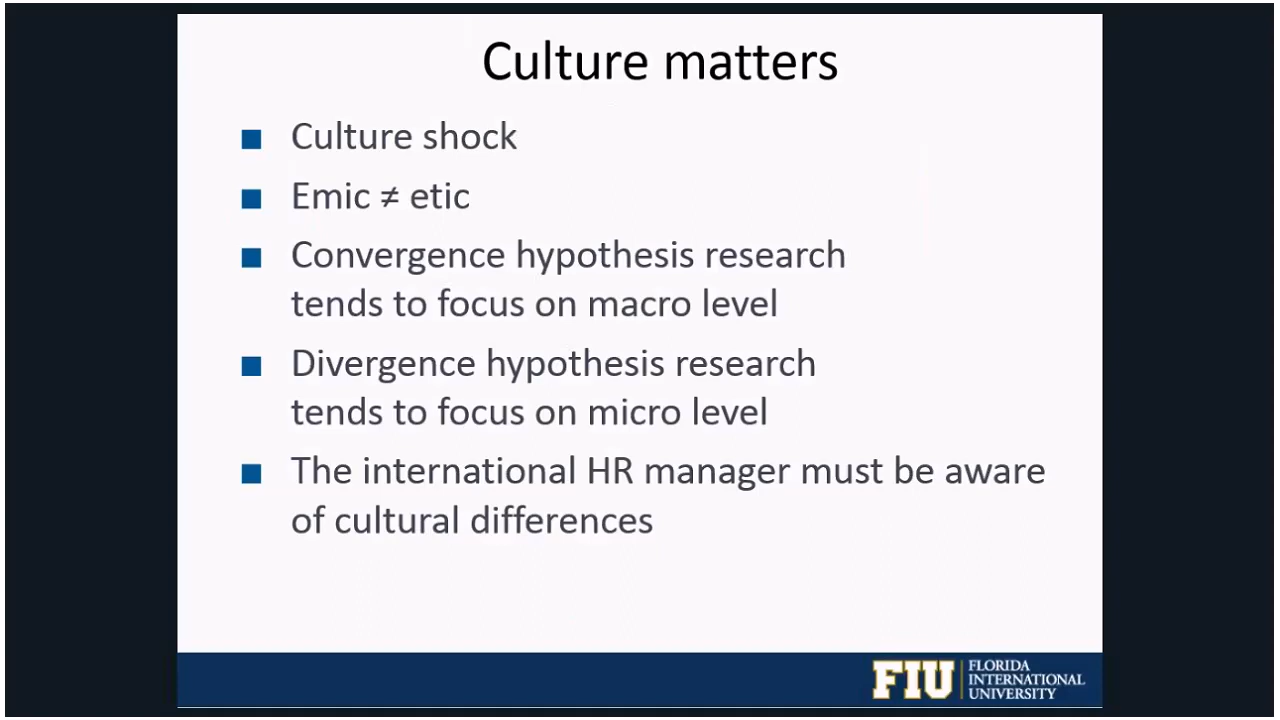 Culture matters
Culture shock
Emic ≠ etic
Convergence hypothesis research
tends to focus on macro level
Divergence hypothesis research
tends to focus on micro level
The international HR manager must be aware
of cultural differences
FIU
FLORIDA
INTERNATIONAL
UNIVERSITY